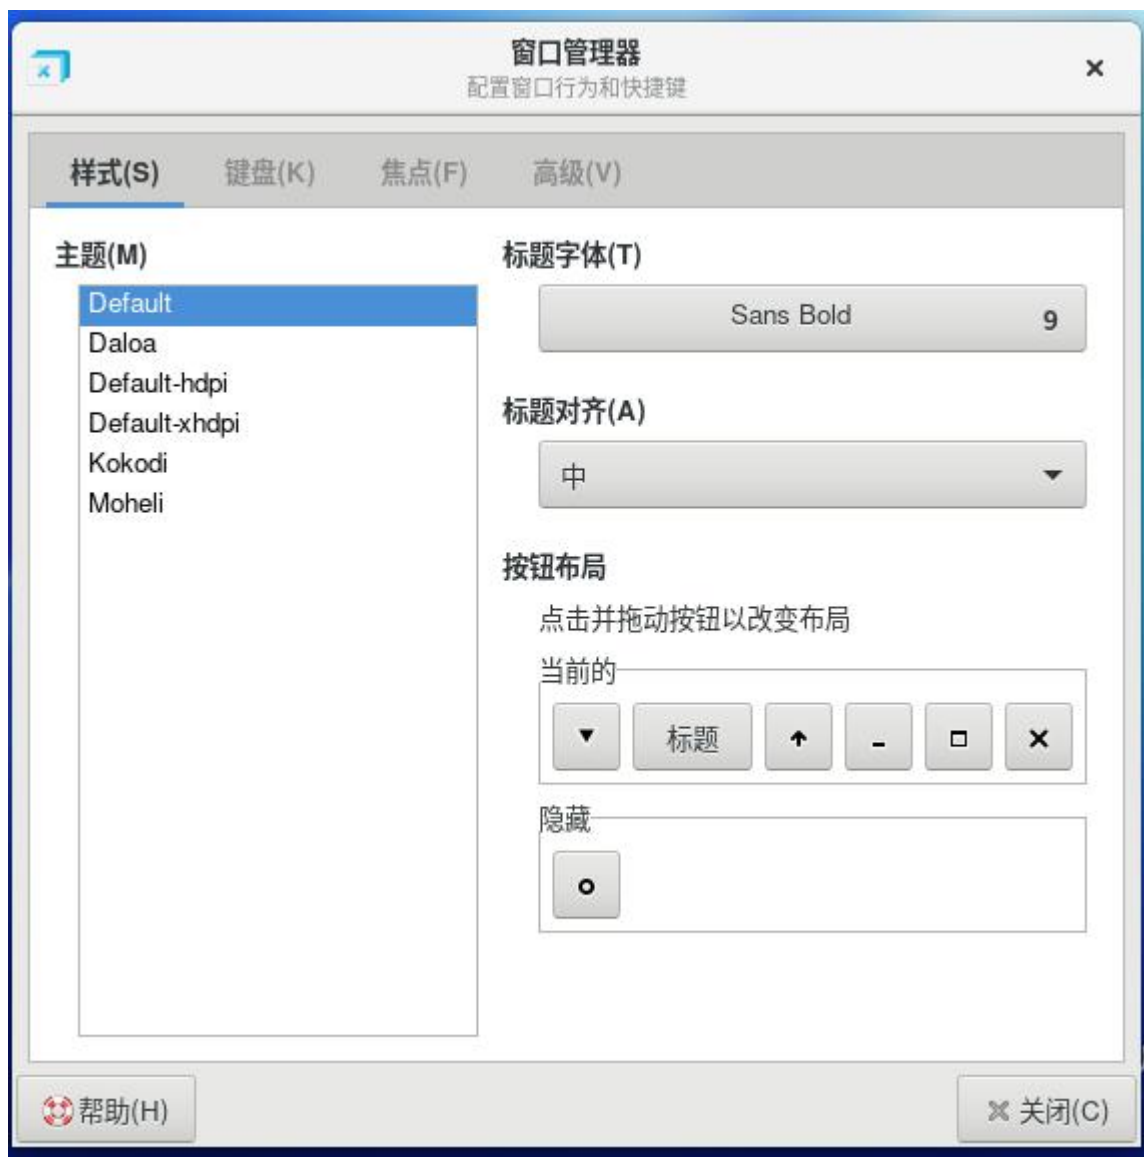 窗口管理器
配置窗口行为和快捷键
样式(S) 键盘(K) 焦点(F) 高级(V)
主题(M)
Default
Daloa
Default-hdpi
Default-xhdpi
Kokodi
Moheli
标题字体(T)
Sans Bold 9
标题对齐(A)
中
按钮布局
点击并拖动按钮以改变布局
当前的
标题
隐藏
帮助(H)
关闭(C)